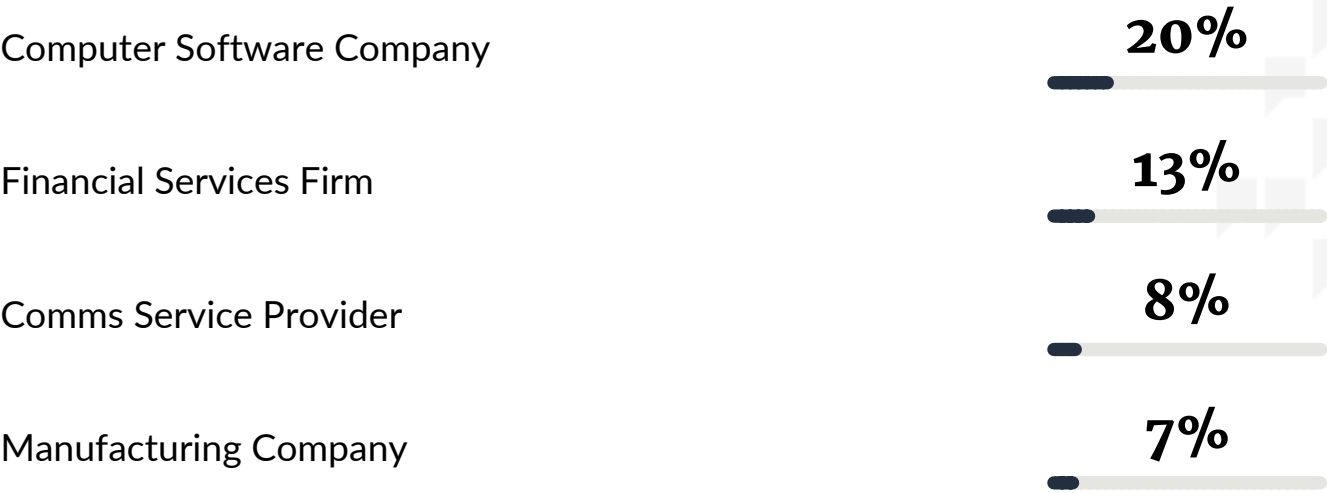 Computer Software Company 20%
Financial Services Firm 13%
Comms Service Provider 8%
Manufacturing Company 7%